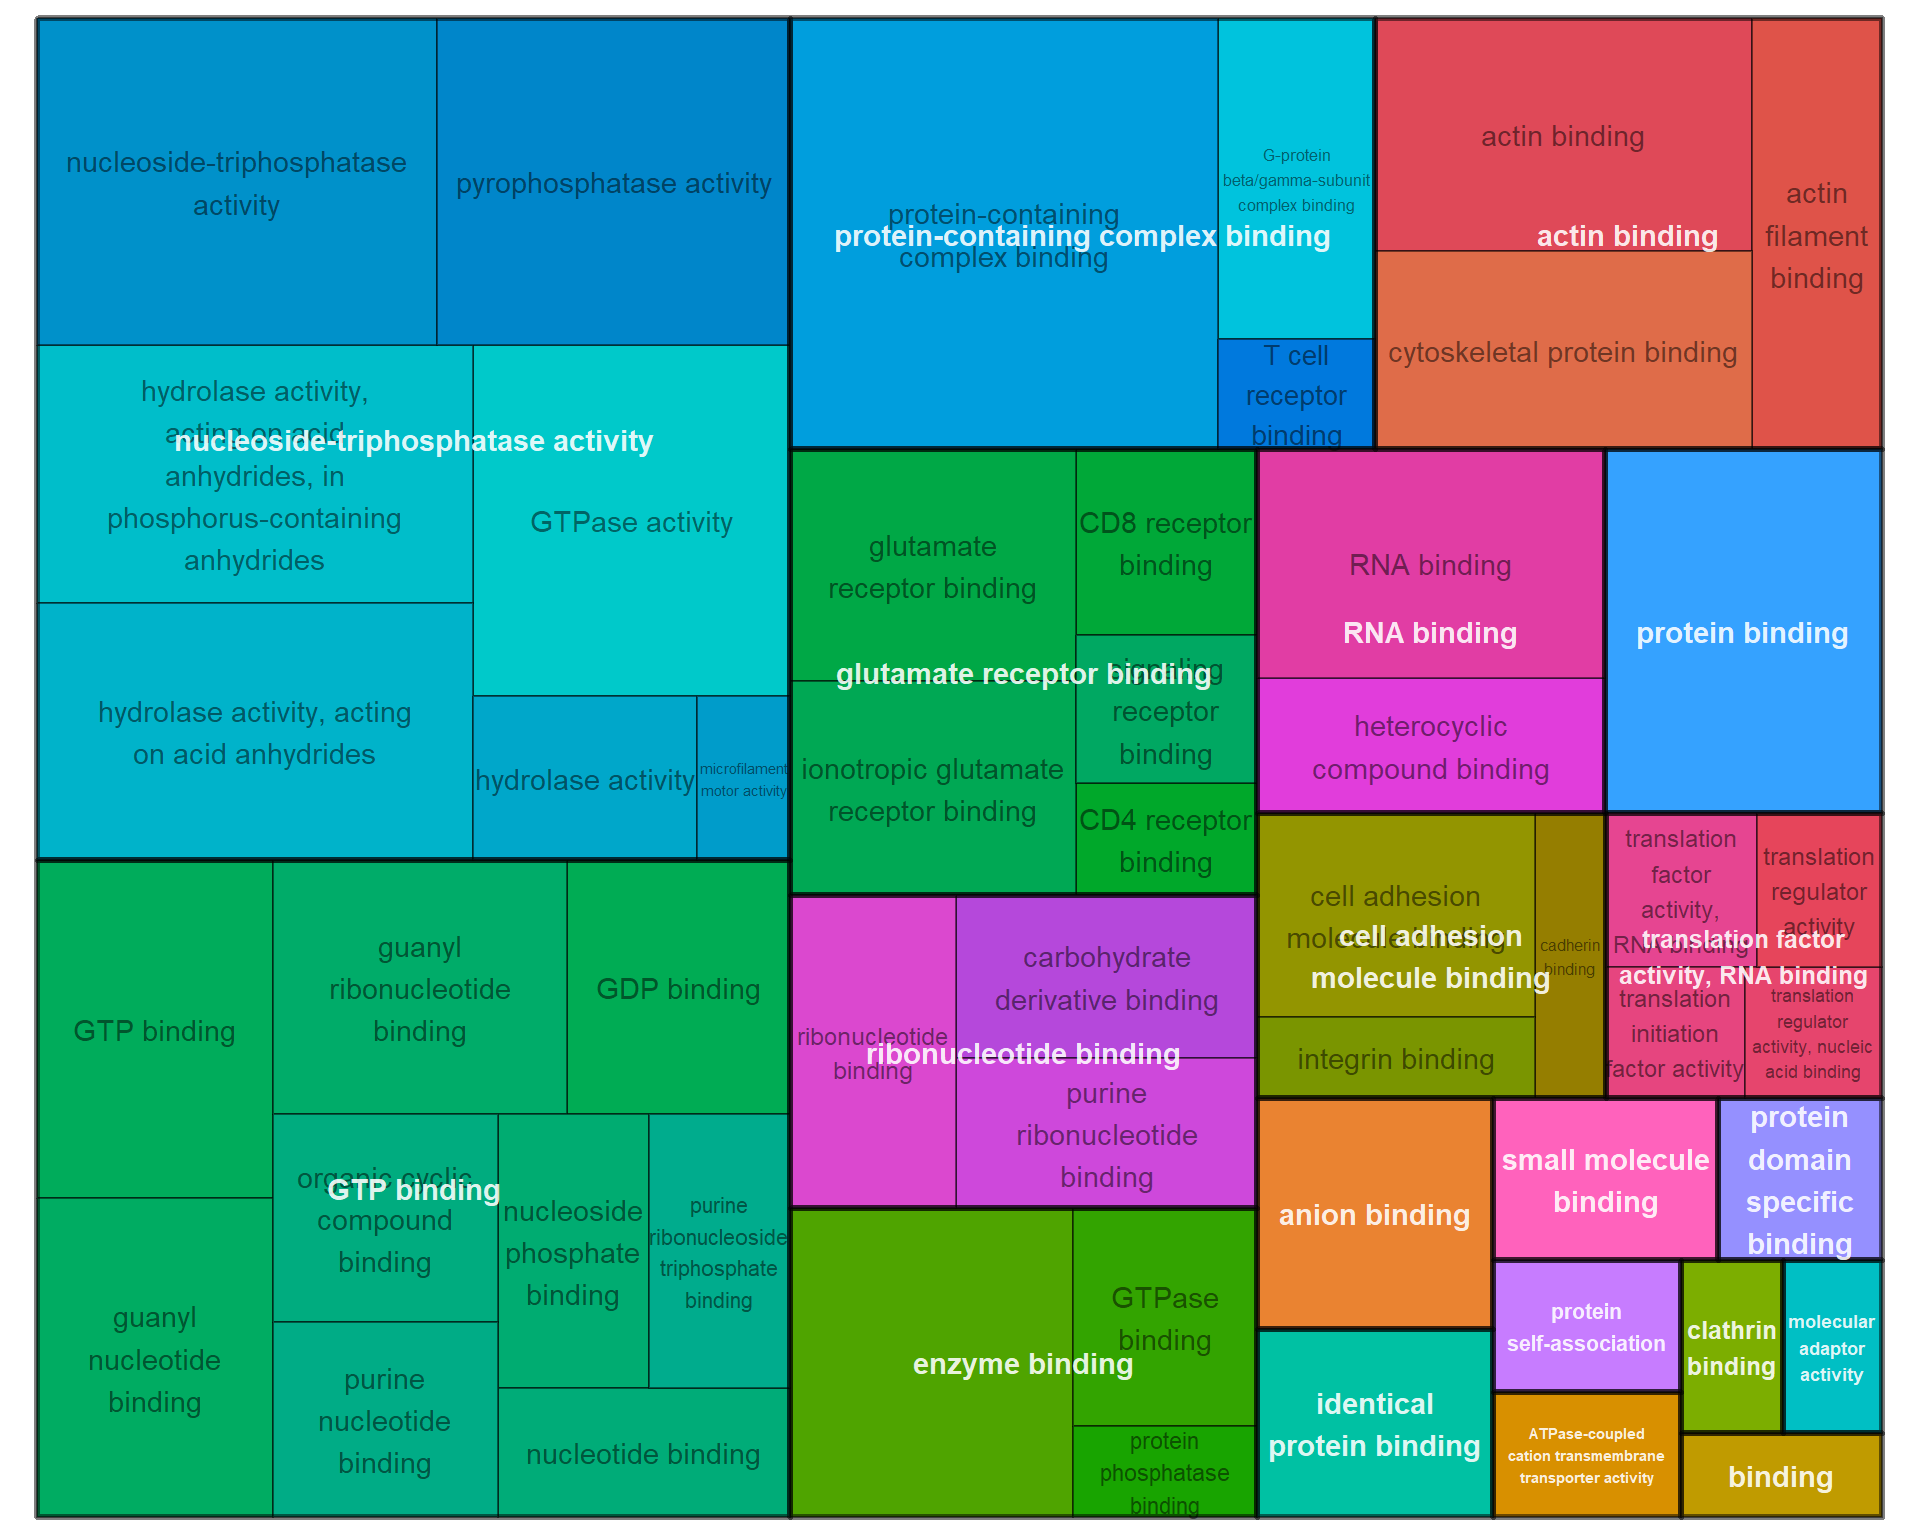 nucleoside-triphosphatase
activity
pyrophosphatase activity
hydrolase activity,
acting on acid
anhydrides, in
phosphorus-containing
anhydrides
nucleoside-triphosphatase activity
GTPase activity
hydrolase activity, acting
on acid anhydrides
hydrolase activity
microfilament
motor activity
protein-containing
complex binding
protein-containing complex binding
G-protein
beta/gamma-subunit
complex binding
T cell
receptor
binding
actin binding
actin binding
actin
filament
binding
cytoskeletal protein binding
glutamate
receptor binding
CD8 receptor
binding
glutamate receptor binding
signaling
receptor
binding
ionotropic glutamate
receptor binding
CD4 receptor
binding
RNA binding
RNA binding
heterocyclic
compound binding
protein binding
GTP binding
guanyl
ribonucleotide
binding
GDP binding
organic cyclic
compound
binding
GTP binding
nucleoside
phosphate
binding
purine
ribonucleoside
triphosphate
binding
guanyl
nucleotide
binding
purine
nucleotide
binding
nucleotide binding
ribonucleotide
binding
ribonucleotide binding
carbohydrate
derivative binding
purine
ribonucleotide
binding
enzyme binding
GTPase
binding
protein
phosphatase
binding
cell adhesion
molecule binding
cell adhesion
molecule binding
cadherin
binding
integrin binding
translation
factor
activity,
RNA binding
translation
regulator
activity
translation factor
activity, RNA binding
translation
initiation
factor activity
translation
regulator
activity, nucleic
acid binding
anion binding
small molecule
binding
protein
domain
specific
binding
identical
protein binding
protein
self-association
clathrin
binding
molecular
adaptor
activity
ATPase-coupled
cation transmembrane
transporter activity
binding